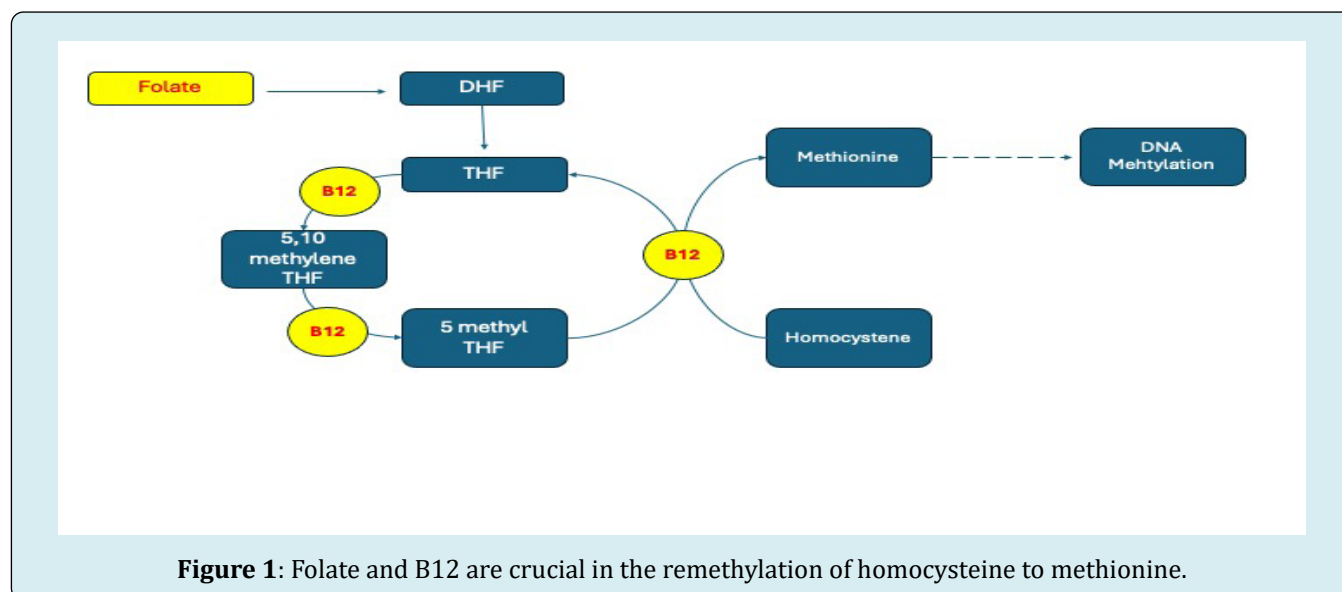 Folate
DHF
THF
B12
5,10
methylene
THF
B12
5 methyl
THF
B12
Methionine
DNA
Mehtylation
Homocystene
Figure 1: Folate and B12 are crucial in the remethylation of homocysteine to methionine.